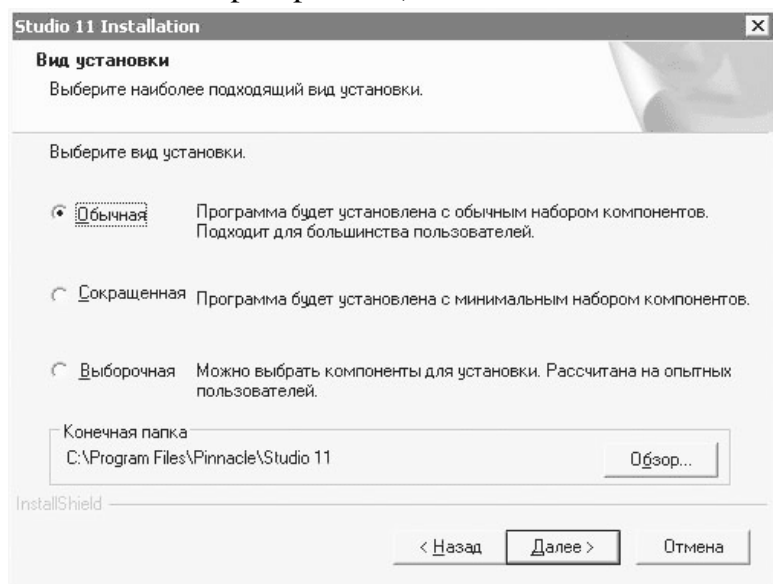 Studio 11 Installation
Вид установки
Выберите наиболее подходящий вид установки.
Выберите вид установки.
Обычная Программа будет установлена с обычным набором компонентов.
Подходит для большинства пользователей.
Сокращенная Программа будет установлена с минимальным набором компонентов.
Выборочная Можно выбрать компоненты для установки. Рассчитана на опытных
пользователей.
Конечная папка
C:\Program Files\Pinnacle\Studio 11 Обзор...
InstallShield
< Назад Далее > Отмена